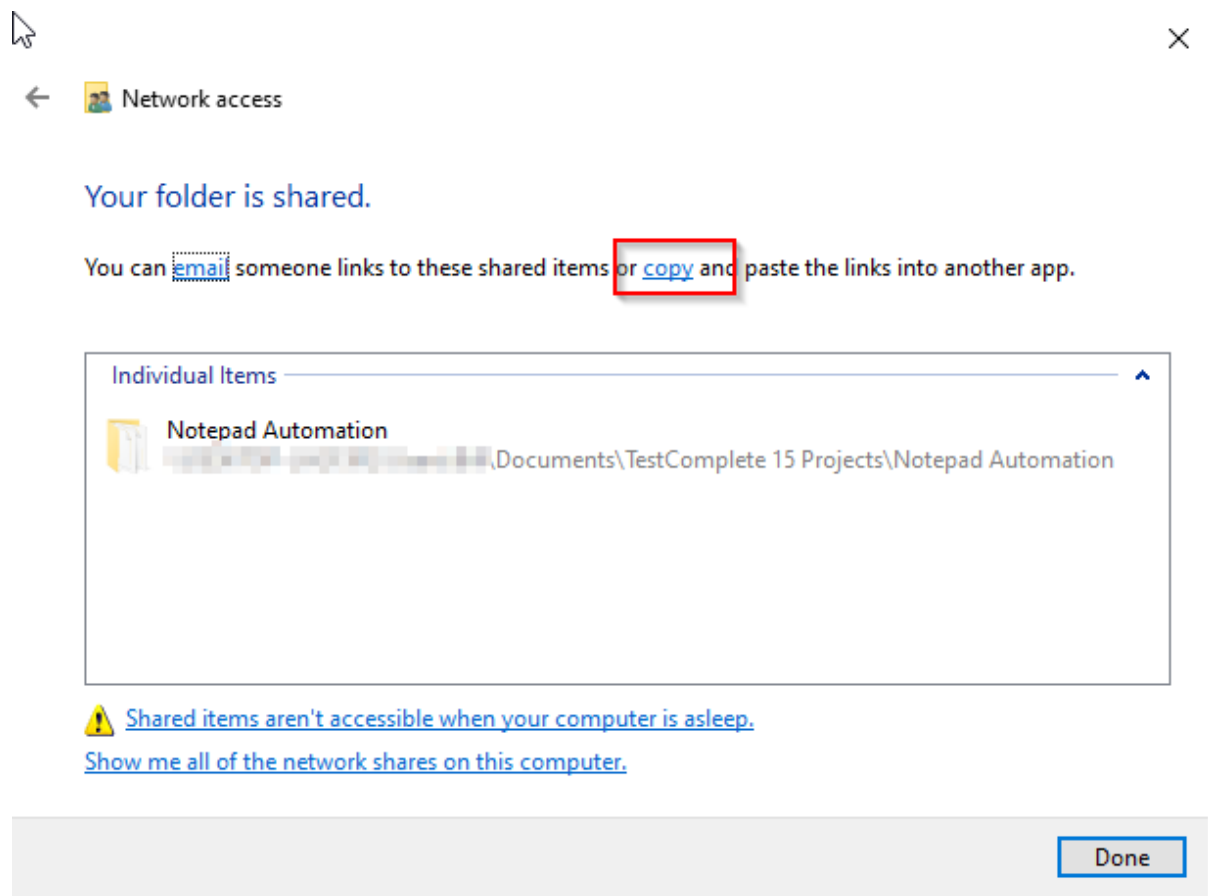 Network access
Your folder is shared.
You can email someone links to these shared items or copy and paste the links into another app.
Individual Items
Notepad Automation
\Documents\TestComplete 15 Projects\Notepad Automation
Shared items aren't accessible when your computer is asleep.
Show me all of the network shares on this computer.
Done